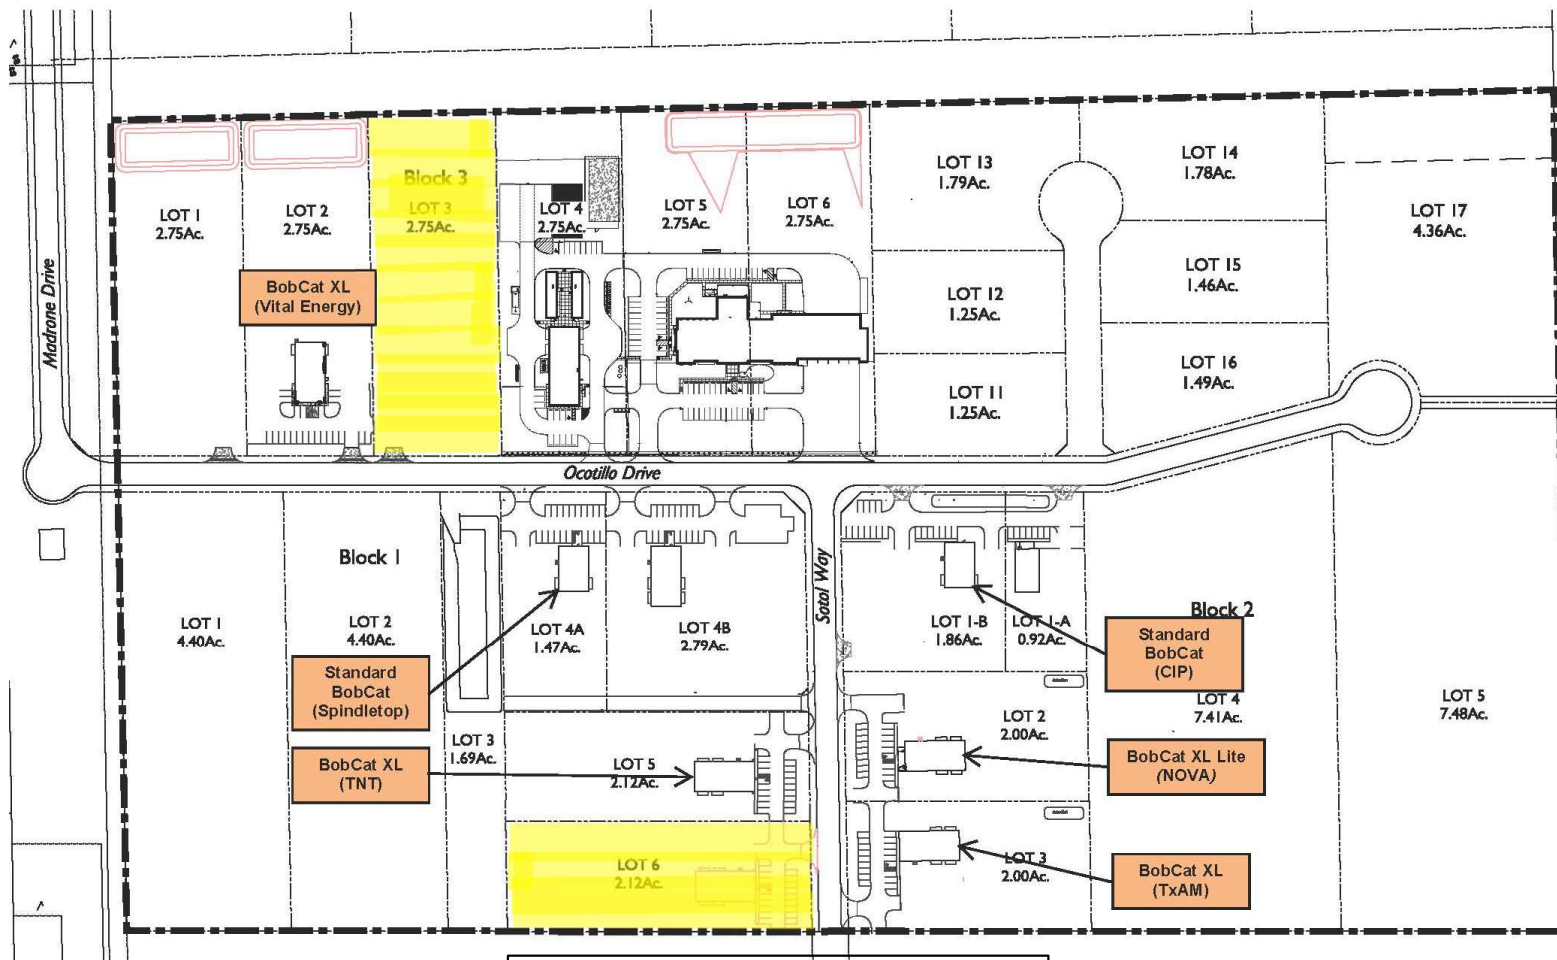 LOT 13
1.79Ac.
LOT 14
1.78Ac.
Block 3
LOT 1
2.75Ac.
LOT 2
2.75Ac.
LOT 3
2.75Ac.
LOT 4
2.75Ac.
LOT 5
2.75Ac.
LOT 6
2.75Ac.
LOT 17
4.36Ac.
LOT 15
1.46Ac.
BobCat XL
(Vital Energy)
LOT 12
1.25Ac.
Madrone Drive
LOT 16
1.49Ac.
LOT 11
1.25Ac.
Ocotillo Drive
Block 1
Sotol Way
LOT 1
4.40Ac.
LOT 2
4.40Ac.
LOT 4A
1.47Ac.
LOT 4B
2.79Ac.
LOT 1-B
1.86Ac.
LOT 1-A
0.92Ac.
Block 2
Standard
BobCat
(CIP)
Standard
BobCat
(Spindletop)
LOT 4
7.41Ac.
LOT 5
7.48Ac.
LOT 2
2.00Ac.
LOT 3
1.69Ac.
BobCat XL
(TNT)
LOT 5
2.12Ac.
BobCat XL Lite
(NOVA)
LOT 6
2.12Ac.
LOT 3
2.00Ac.
BobCat XL
(TxAM)